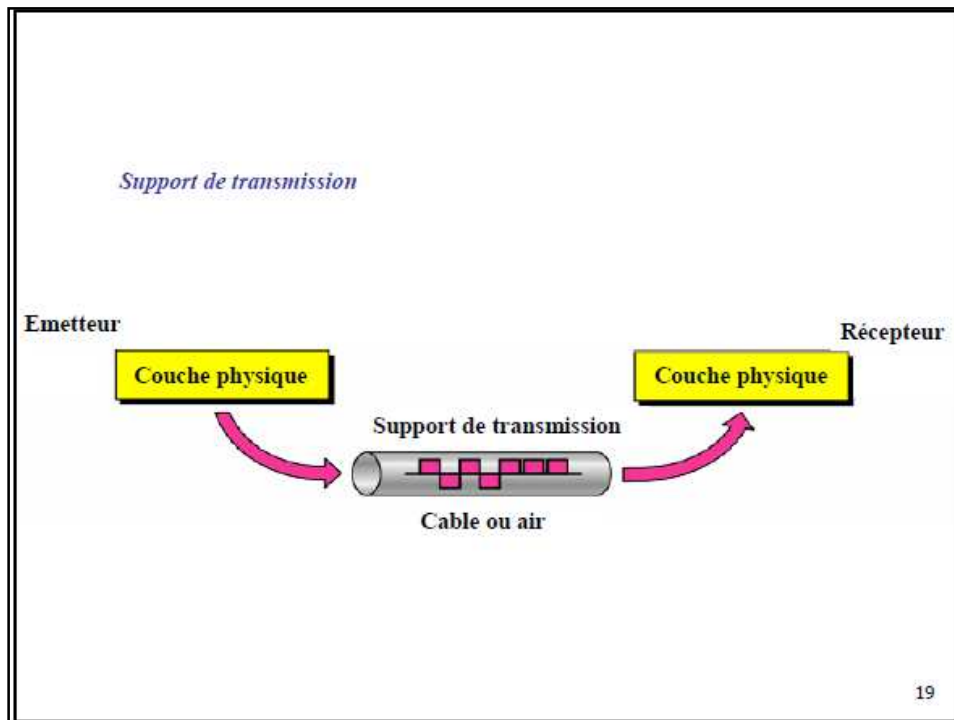 Support de transmission
Emetteur
Récepteur
Couche physique
Couche physique
Support de transmission
Cable ou air
19